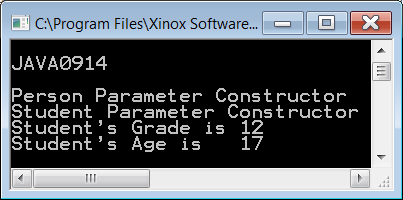 C:\Program Files\Xinox Software...
JAVA0914
Person Parameter Constructor
Student Parameter Constructor
Student's Grade is 12
Student's Age is   17